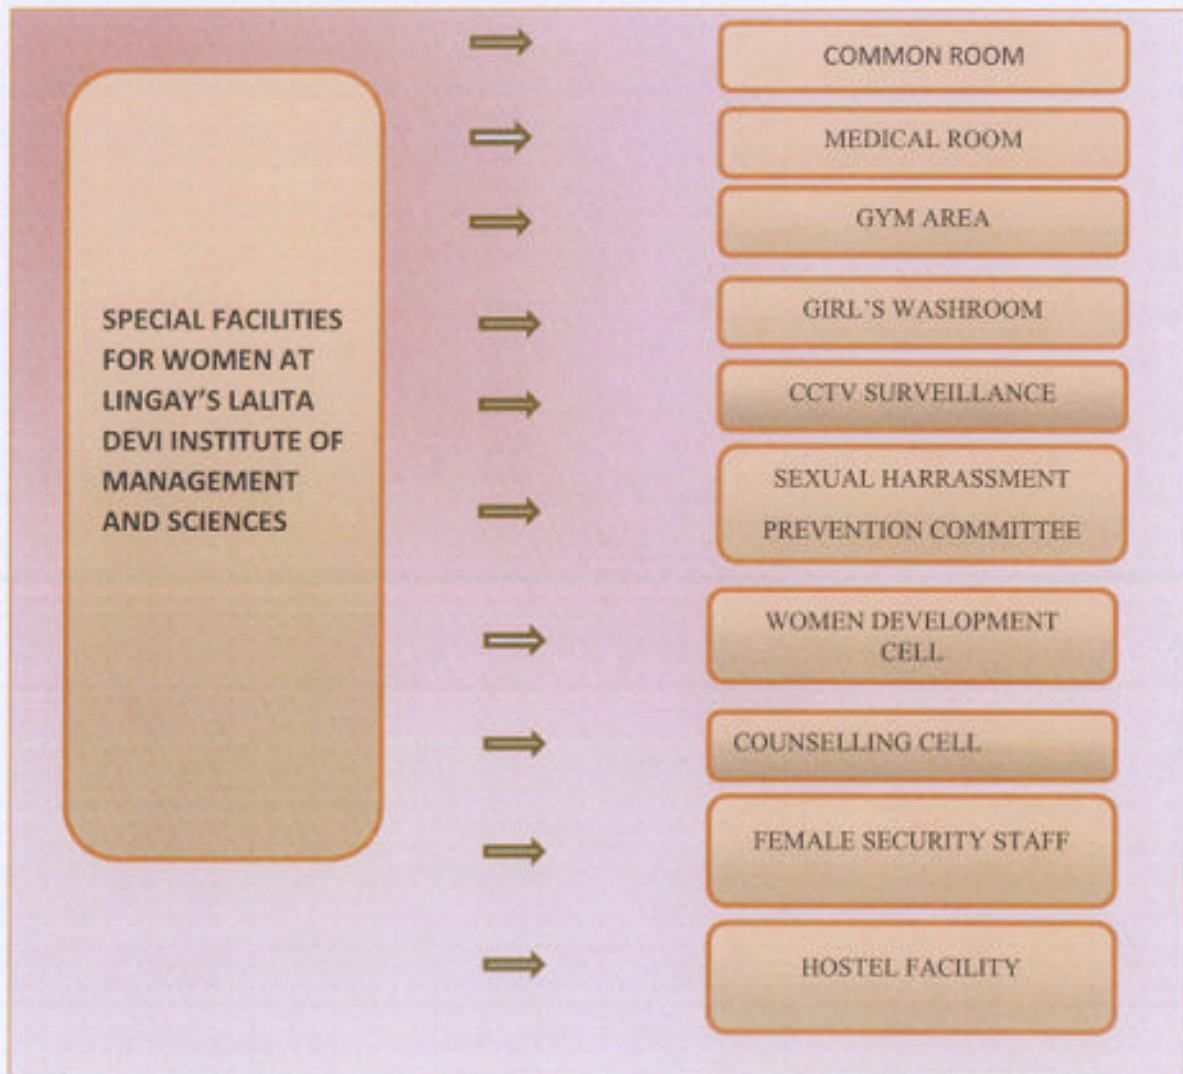 SPECIAL FACILITIES
FOR WOMEN AT
LINGAY'S LALITA
DEVI INSTITUTE OF
MANAGEMENT
AND SCIENCES
COMMON ROOM
MEDICAL ROOM
GYM AREA
GIRL'S WASHROOM
CCTV SURVEILLANCE
SEXUAL HARRASSMENT
PREVENTION COMMITTEE
WOMEN DEVELOPMENT
CELL
COUNSELLING CELL
FEMALE SECURITY STAFF
HOSTEL FACILITY